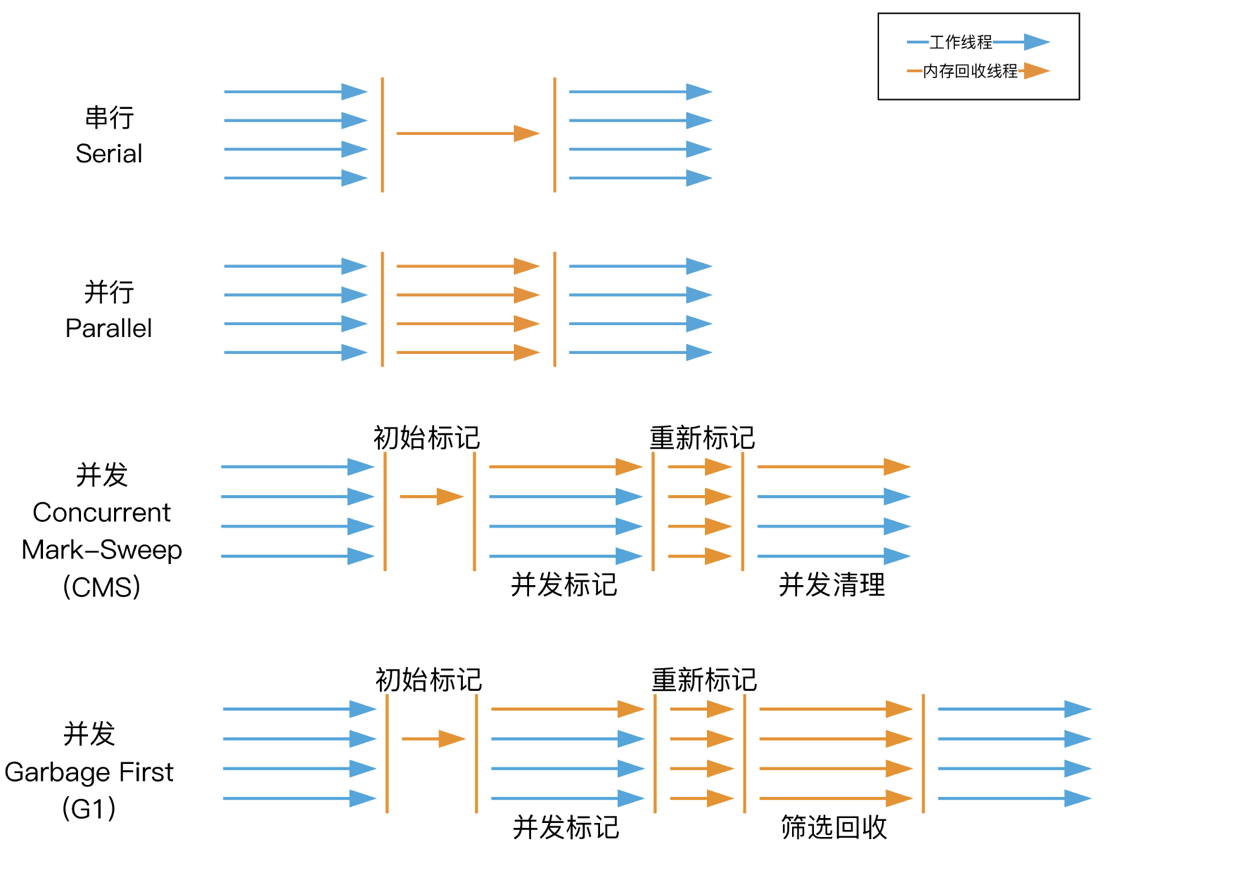 工作线程
内存回收线程
串行
Serial
并行
Parallel
初始标记
重新标记
并发
Concurrent
Mark-Sweep
(CMS)
并发标记
并发清理
初始标记
重新标记
并发
Garbage First
(G1)
并发标记
筛选回收